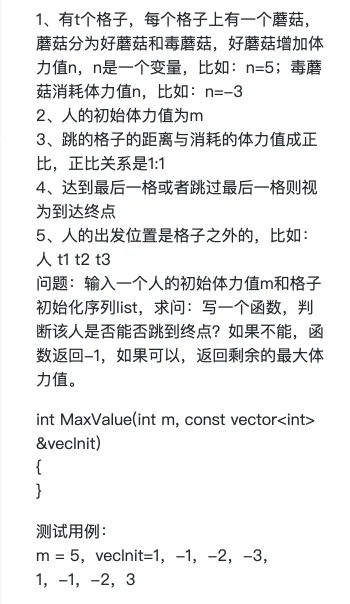 1、有t个格子，每个格子上有一个蘑菇，
蘑菇分为好蘑菇和毒蘑菇，好蘑菇增加体
力值n，n是一个变量，比如：n=5；毒蘑
菇消耗体力值n，比如：n=-3
2、人的初始体力值为m
3、跳的格子的距离与消耗的体力值成正
比，正比关系是1:1
4、达到最后一格或者跳过最后一格则视
为到达终点
5、人的出发位置是格子之外的，比如：
人 t1 t2 t3
问题：输入一个人的初始体力值m和格子
初始化序列list，求问：写一个函数，判
断该人是否能否跳到终点？如果不能，函
数返回-1，如果可以，返回剩余的最大体
力值。
int MaxValue(int m, const vector<int>
&vecInit)
{
}
测试用例：
m = 5，vecInit=1，-1，-2，-3，
1，-1，-2，3